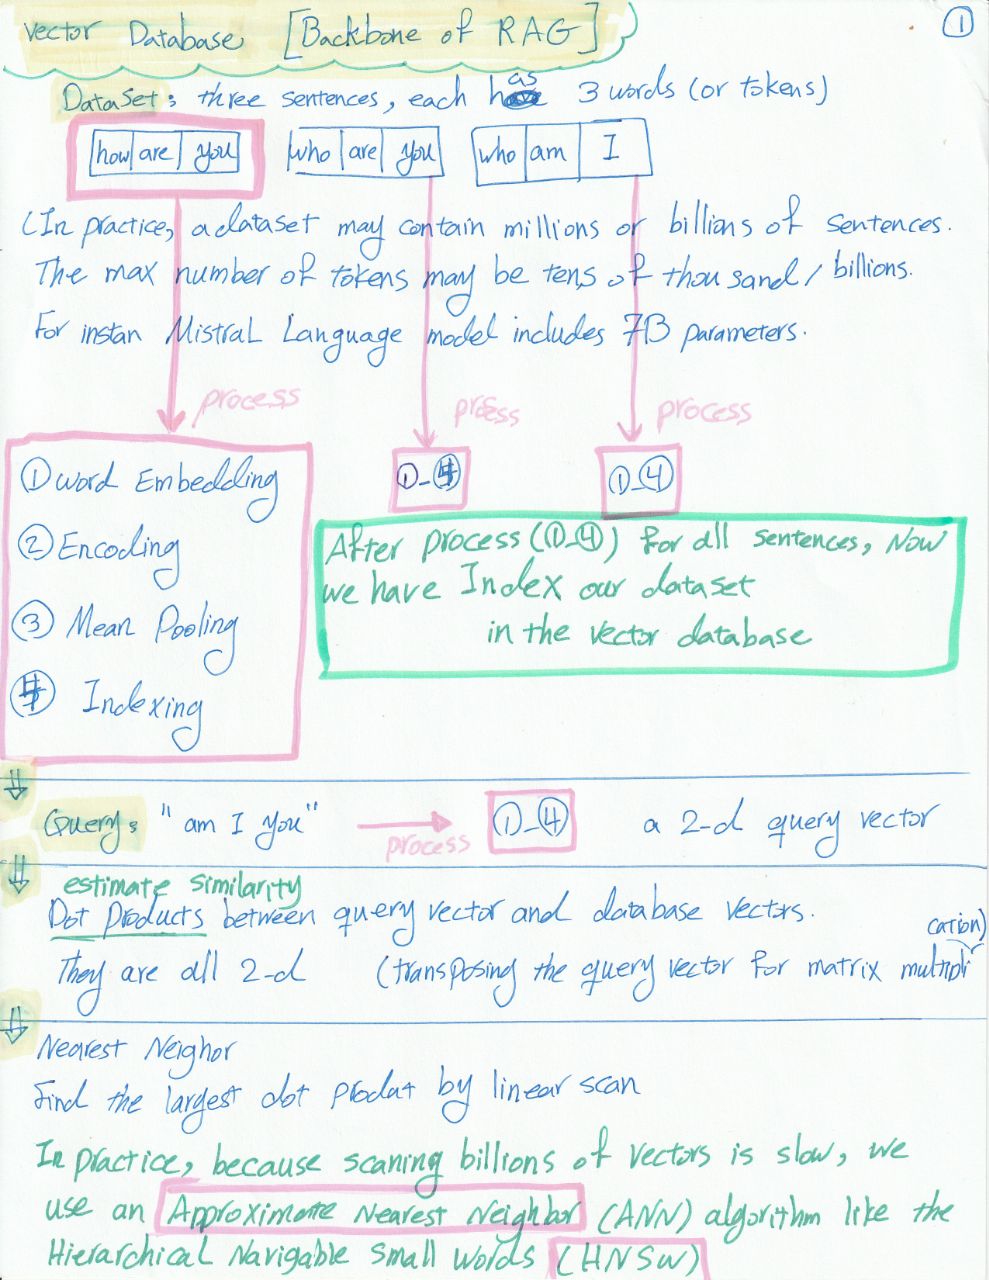 Vector Database [Backbone of RAG] 1
DataSet: three sentences, each has 3 words (or tokens)
how are you who are you who am I
(In practice, a dataset may contain millions or billions of sentences.
The max number of tokens may be tens of thousand/billions.
For instan Mistral Language model includes 7B parameters.
process process process
① word Embedding
② Encoding
③ Mean Pooling
④ Indexing
①-④ ①-④
After process (①-④) for all sentences, Now
we have Index our dataset
in the vector database
Query: "am I you" process ①-④ a 2-d query vector
estimate similarity
Dot Products between query vector and database vectors.
They are all 2-d (transposing the query vector for matrix multiplication)
Nearest Neighor
Find the largest dot produt by linear scan
In practice, because scaning billions of vectors is slow, we
use an Approximate Nearest Neighbor (ANN) algorithm like the
Hierarchical Navigable Small Words (HNSW)